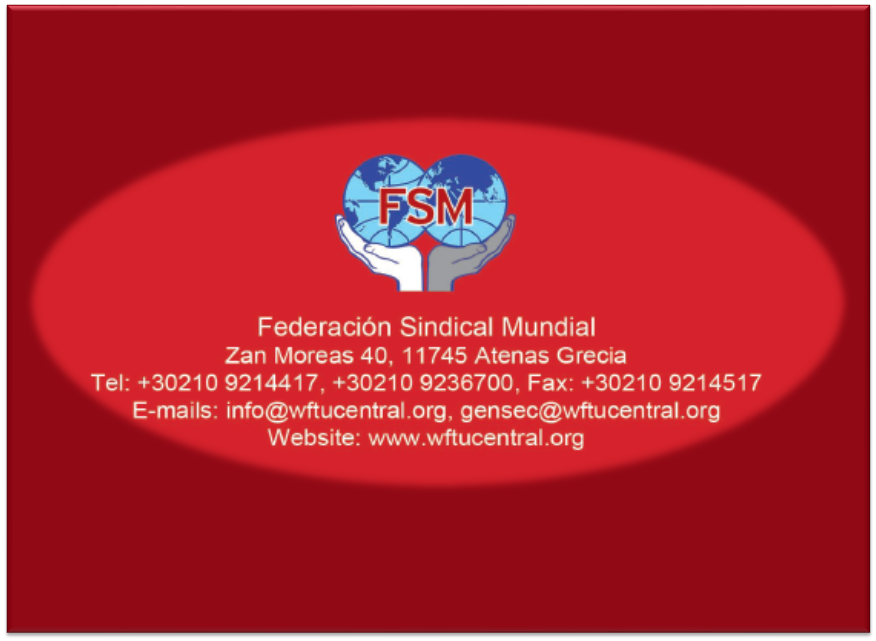 FSM
Federación Sindical Mundial
Zan Moreas 40, 11745 Atenas Grecia
Tel: +30210 9214417, +30210 9236700, Fax: +30210 9214517
E-mails: info@wftucentral.org, gensec@wftucentral.org
Website: www.wftucentral.org